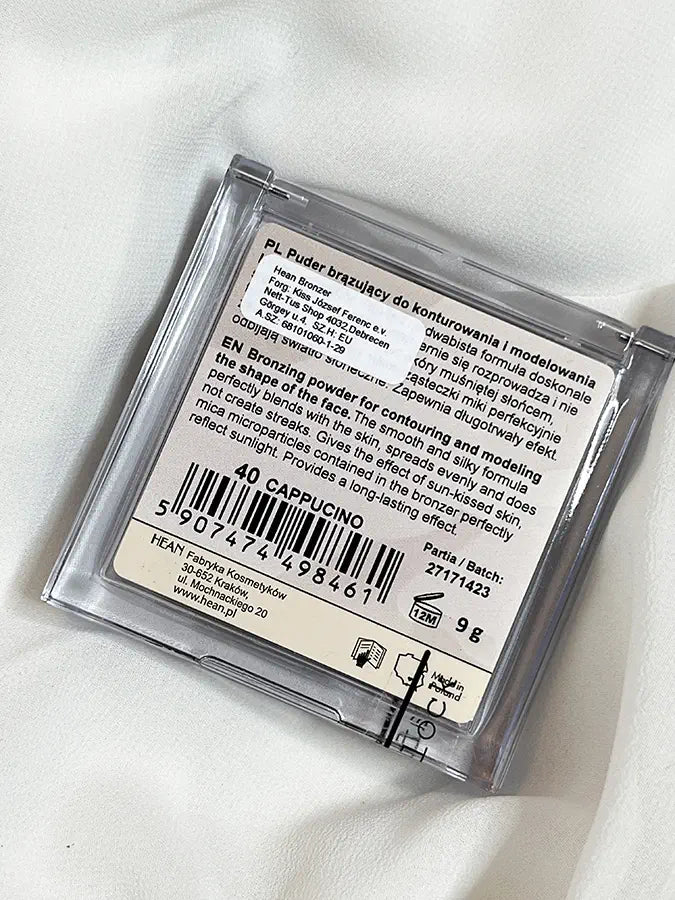 PL Puder brązujący do konturowania i modelowania
Hean Bronzer
Forg: Kiss József Ferenc e.v.
Nett-Tus Shop 4032 Debrecen
Görgey u.4. SZ.H: EU
A.SZ: 68101060-1-29
dwabista formuła doskonale
ernie się rozprowadza i nie
óry muśniętej słońcem,
ząsteczki miki perfekcyjnie
odbijają światło słoneczne. Zapewnia długotrwały efekt.
EN Bronzing powder for contouring and modeling
the shape of the face. The smooth and silky formula
perfectly blends with the skin, spreads evenly and does
not create streaks. Gives the effect of sun-kissed skin,
mica microparticles contained in the bronzer perfectly
reflect sunlight. Provides a long-lasting effect.
40 CAPPUCINO
5 907474 498461
Partia / Batch:
27171423
12M
9 g
HEAN Fabryka Kosmetyków
30-652 Kraków,
ul. Mochnackiego 20
www.hean.pl
Made in
Poland